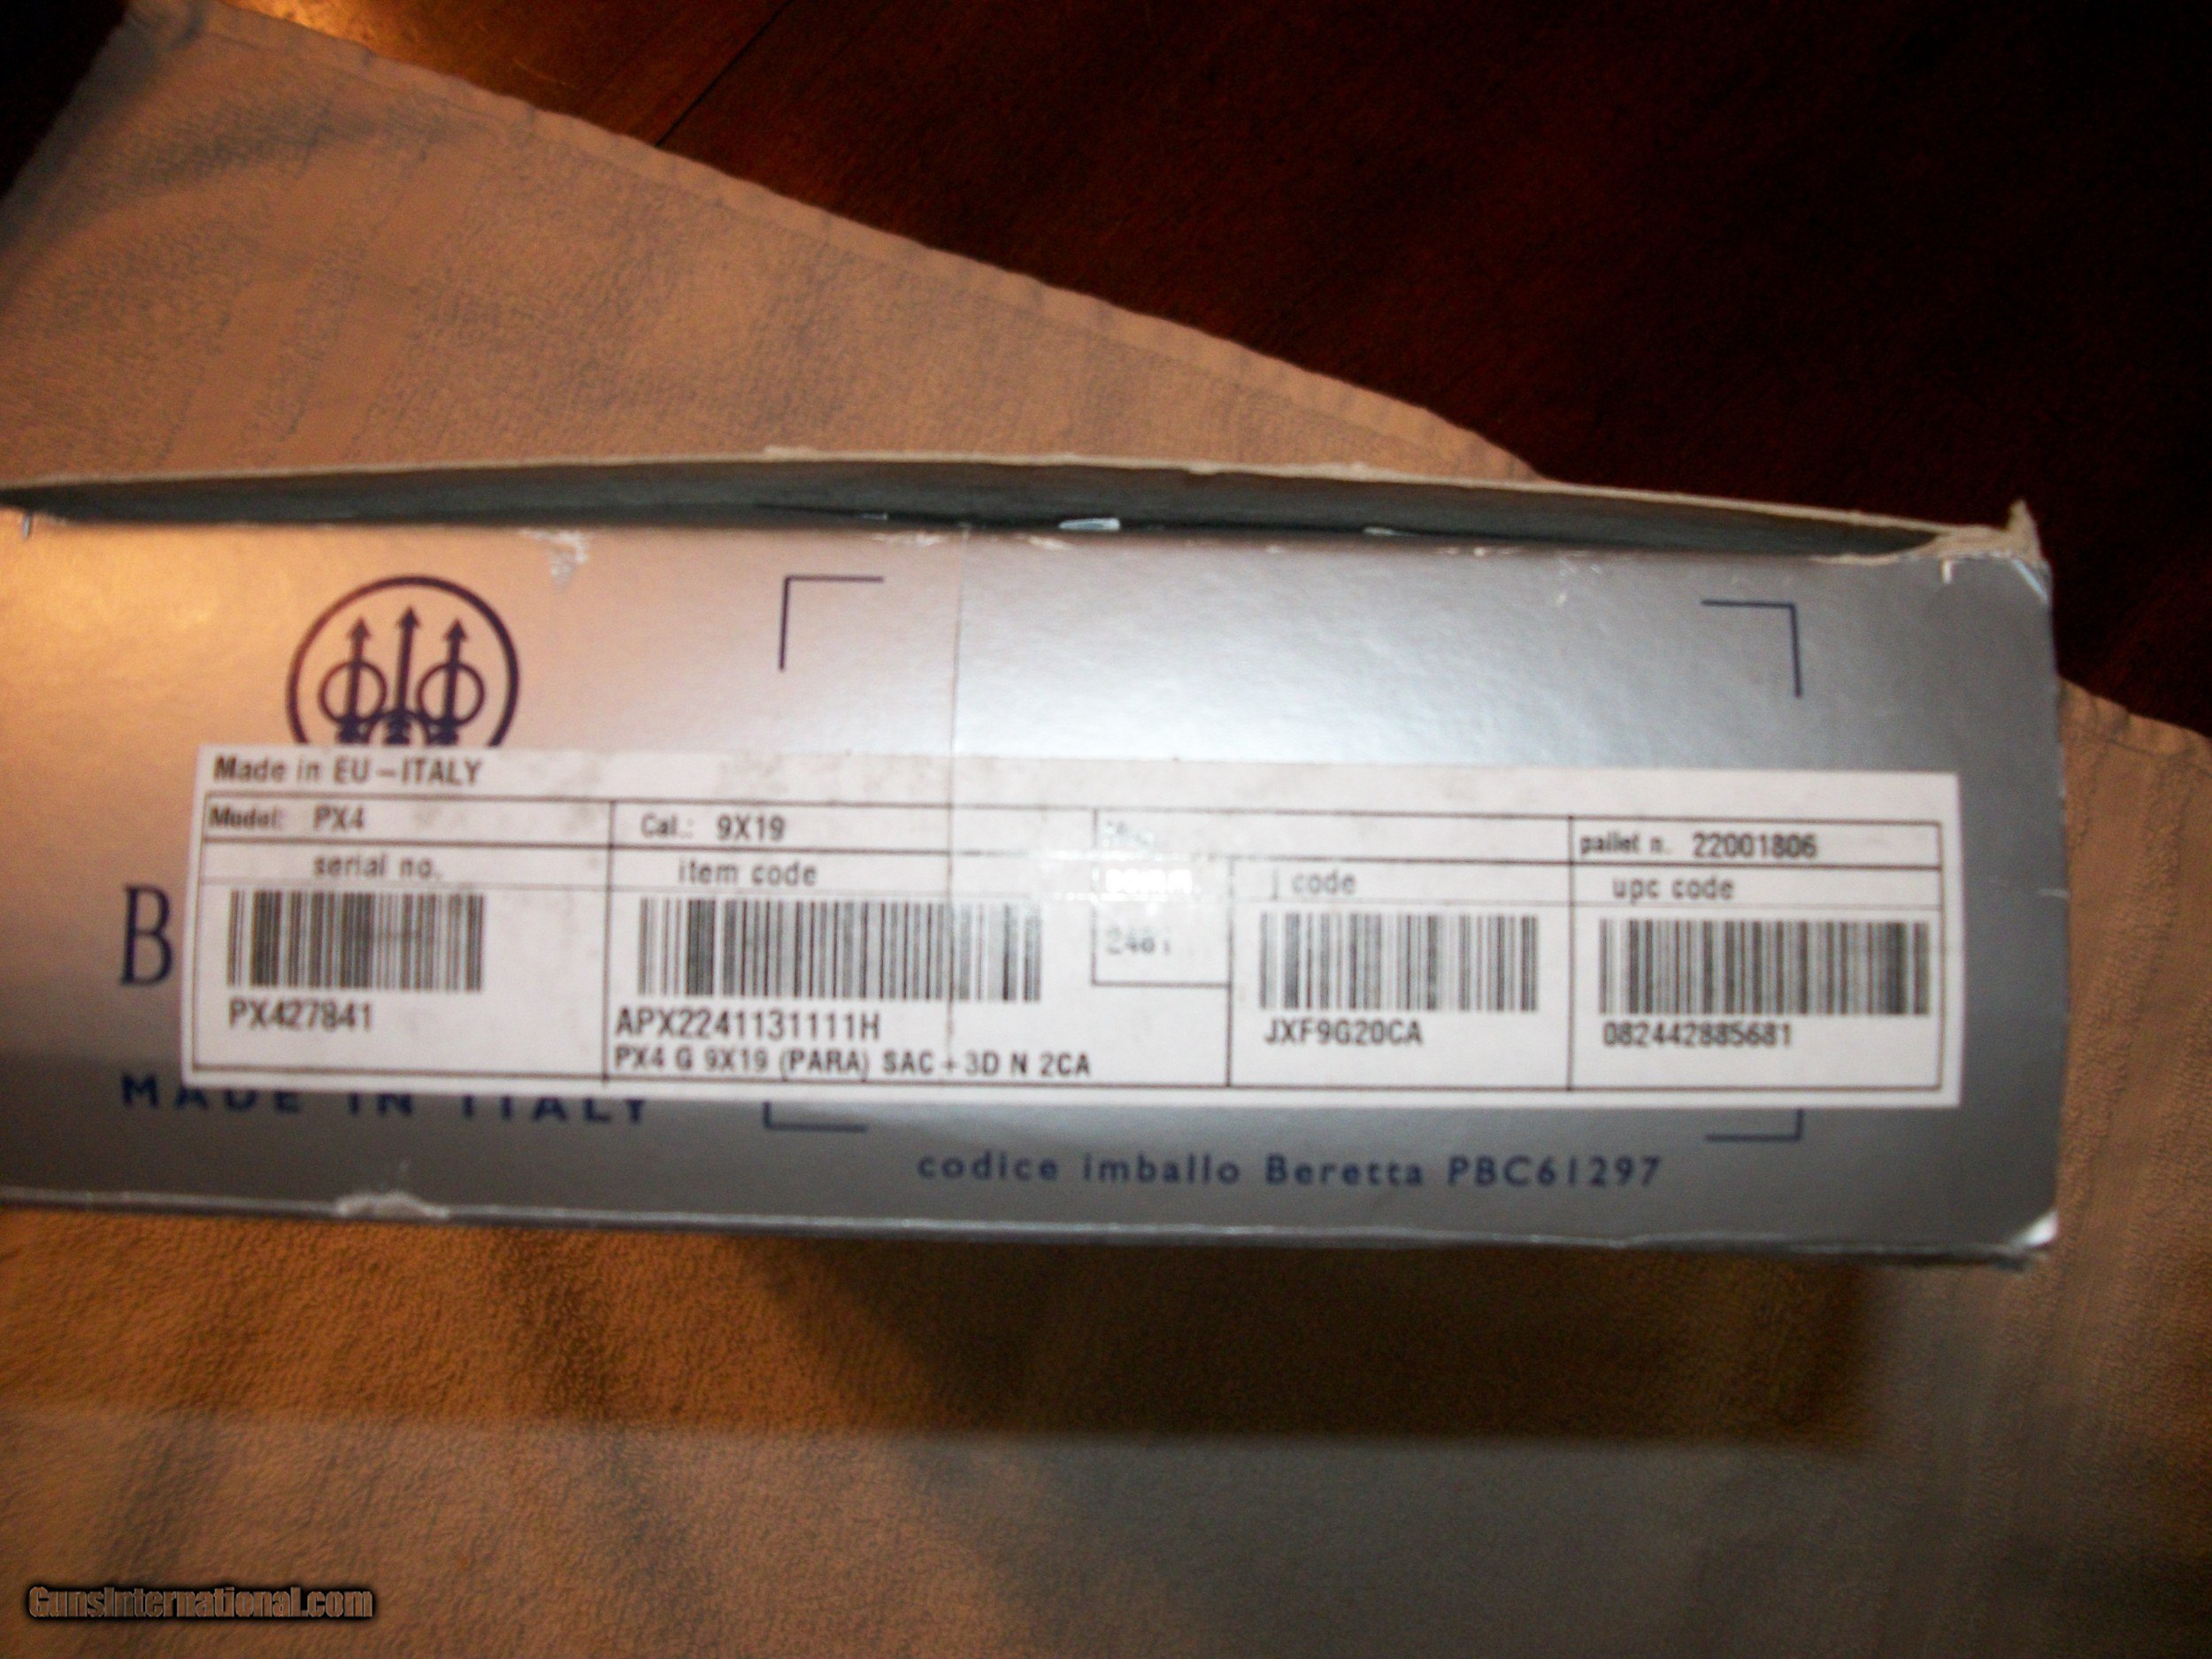 Made in EU-ITALY
Model: PX4 Cal.: 9X19 pallet n. 22001806
serial no. item code j code upc code
B
PX427841 APX2241131111H JXF9G20CA 082442885681
PX4 G 9X19 (PARA) SAC+3D N 2CA
MADE IN ITALY
codice imballo Beretta PBC61297
GunsInternational.com